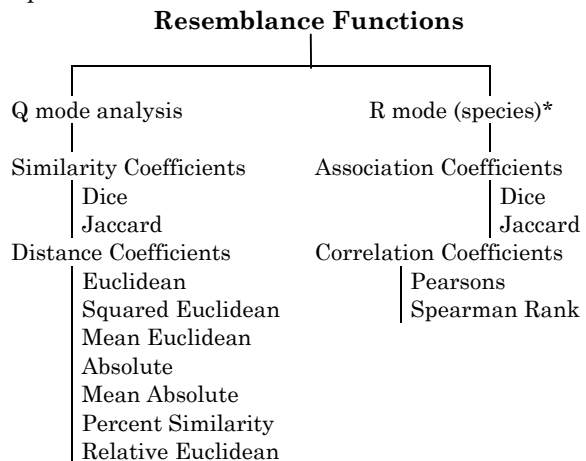 Resemblance Functions
Q mode analysis
R mode (species)*
Similarity Coefficients
Dice
Jaccard
Distance Coefficients
Euclidean
Squared Euclidean
Mean Euclidean
Absolute
Mean Absolute
Percent Similarity
Relative Euclidean
Association Coefficients
Dice
Jaccard
Correlation Coefficients
Pearsons
Spearman Rank